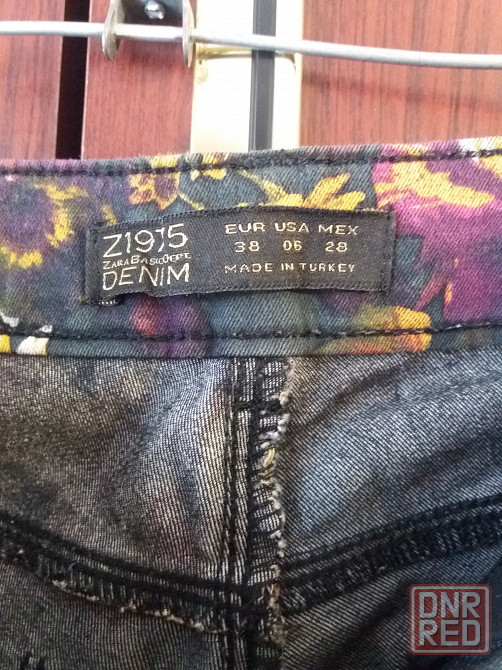 Z1975
ZARA BASIC DEPT.
DENIM
EUR USA MEX
38 06 28
MADE IN TURKEY
DNR
RED